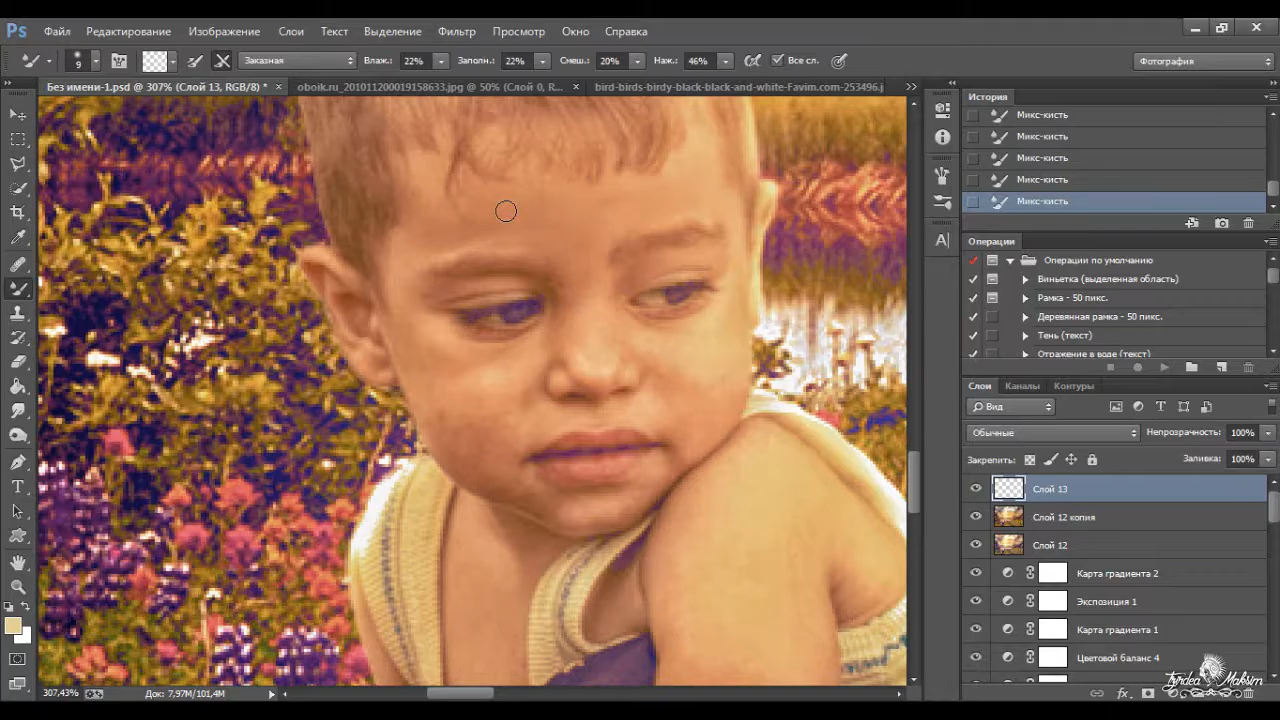 Ps Файл Редактирование Изображение Слои Текст Выделение Фильтр Просмотр Окно Справка
9 Заказная Влаж.: 22% Заполн.: 22% Смеш.: 20% Наж.: 46% Все сл. Фотография
Без имени-1.psd @ 307% (Слой 13, RGB/8) * oboik.ru_201011200019158633.jpg @ 50% (Слой 0, R... bird-birds-birdy-black-black-and-white-Favim.com-253496.j
История
Микс-кисть
Микс-кисть
Микс-кисть
Микс-кисть
Микс-кисть
Операции
Операции по умолчанию
Виньетка (выделенная область)
Рамка - 50 пикс.
Деревянная рамка - 50 пикс.
Тень (текст)
Отражение в воде (текст)
Слои Каналы Контуры
Вид
Обычные Непрозрачность: 100%
Закрепить: Заливка: 100%
Слой 13
Слой 12 копия
Слой 12
Карта градиента 2
Экспозиция 1
Карта градиента 1
Цветовой баланс 4
307,43% Док: 7,97M/101,4M
Maksim